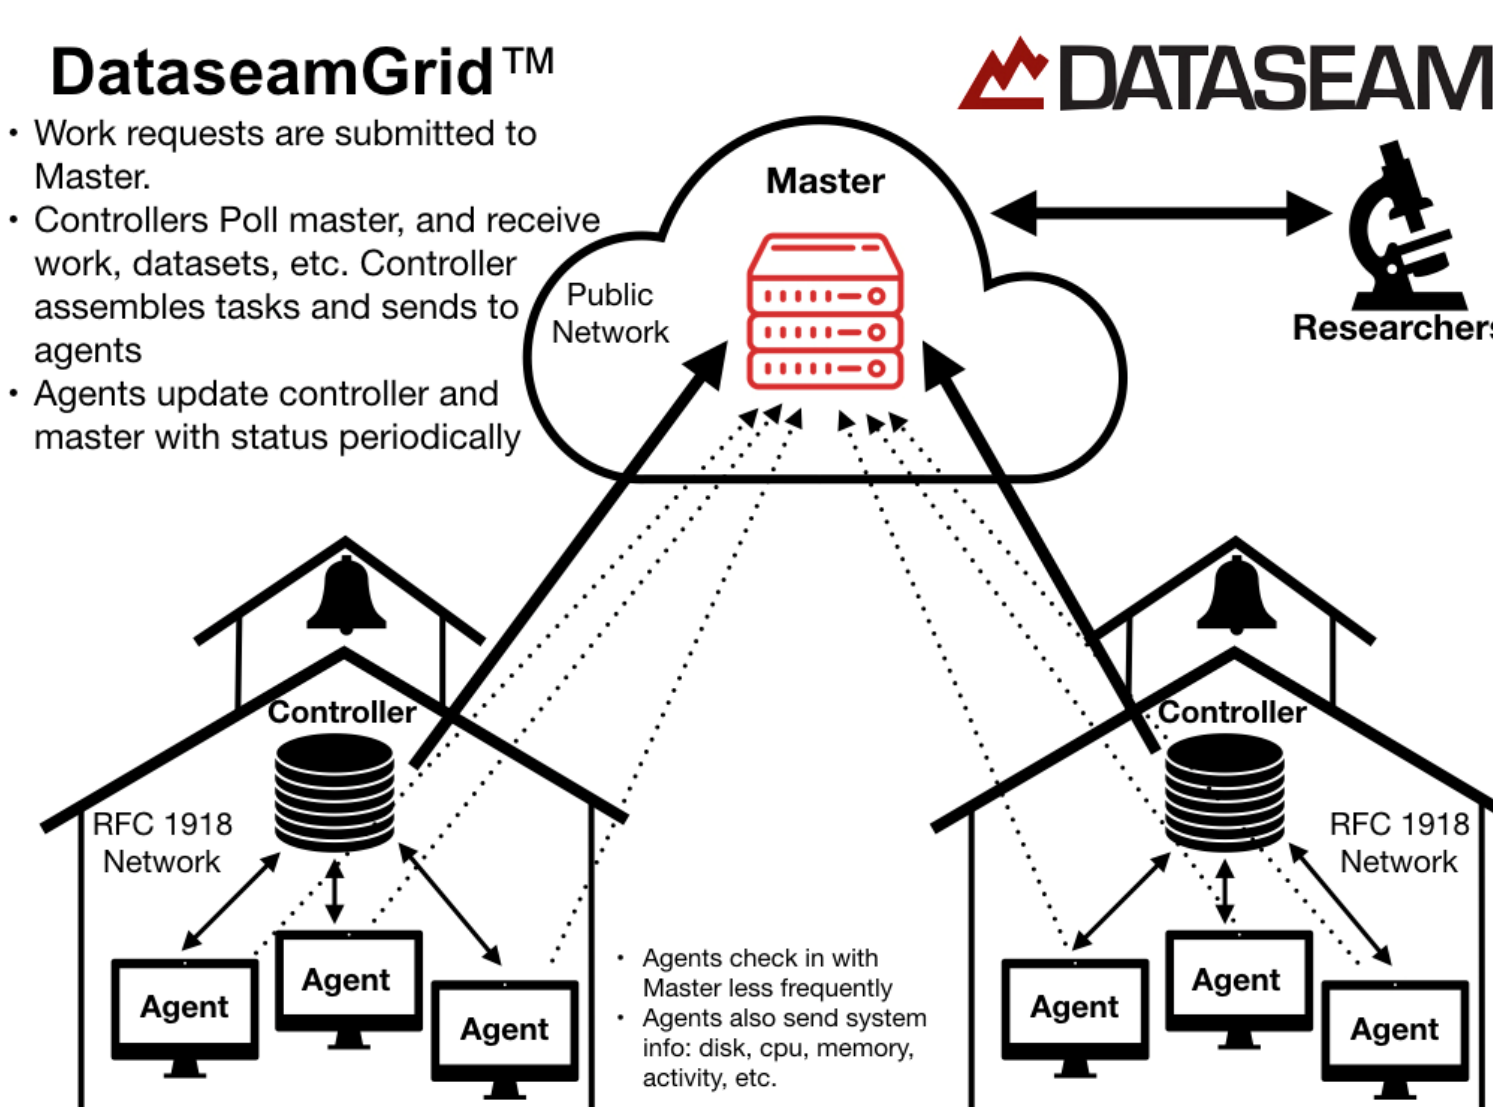 DataseamGrid™
DATASEAM
• Work requests are submitted to
Master.
• Controllers Poll master, and receive
work, datasets, etc. Controller
assembles tasks and sends to
agents
• Agents update controller and
master with status periodically
Master
Public
Network
Researchers
Controller
RFC 1918
Network
Agent
Agent
Agent
• Agents check in with
Master less frequently
• Agents also send system
info: disk, cpu, memory,
activity, etc.
Controller
RFC 1918
Network
Agent
Agent
Agent